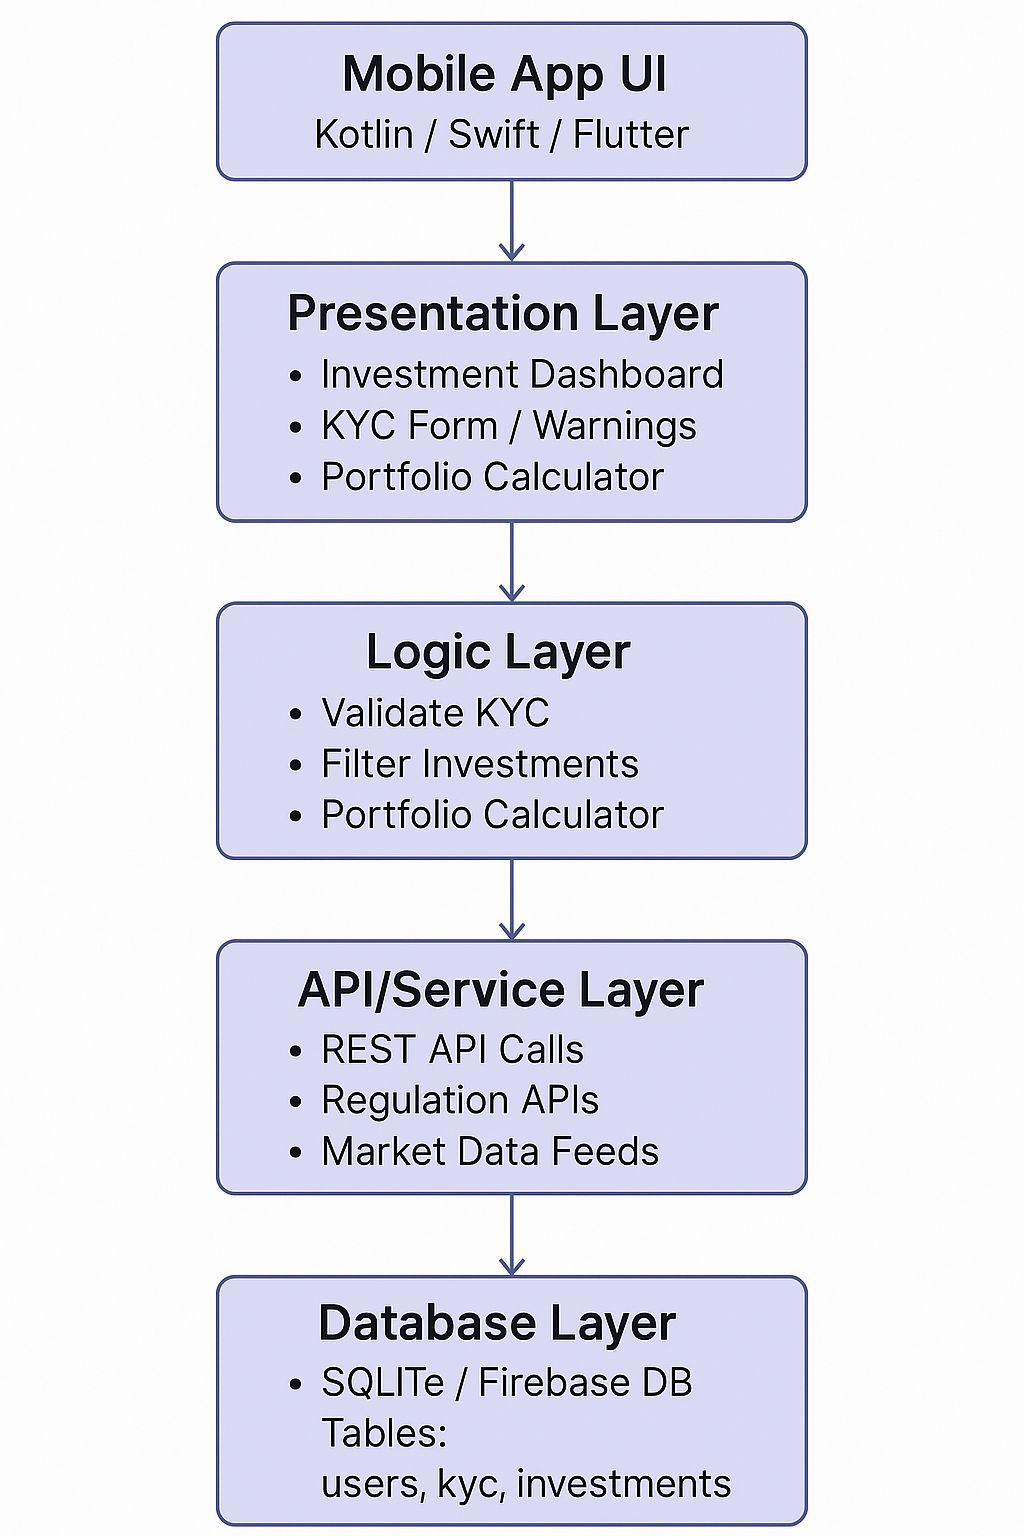 Mobile App UI
Kotlin / Swift / Flutter
Presentation Layer
• Investment Dashboard
• KYC Form / Warnings
• Portfolio Calculator
Logic Layer
• Validate KYC
• Filter Investments
• Portfolio Calculator
API/Service Layer
• REST API Calls
• Regulation APIs
• Market Data Feeds
Database Layer
• SQLITe / Firebase DB
Tables:
users, kyc, investments